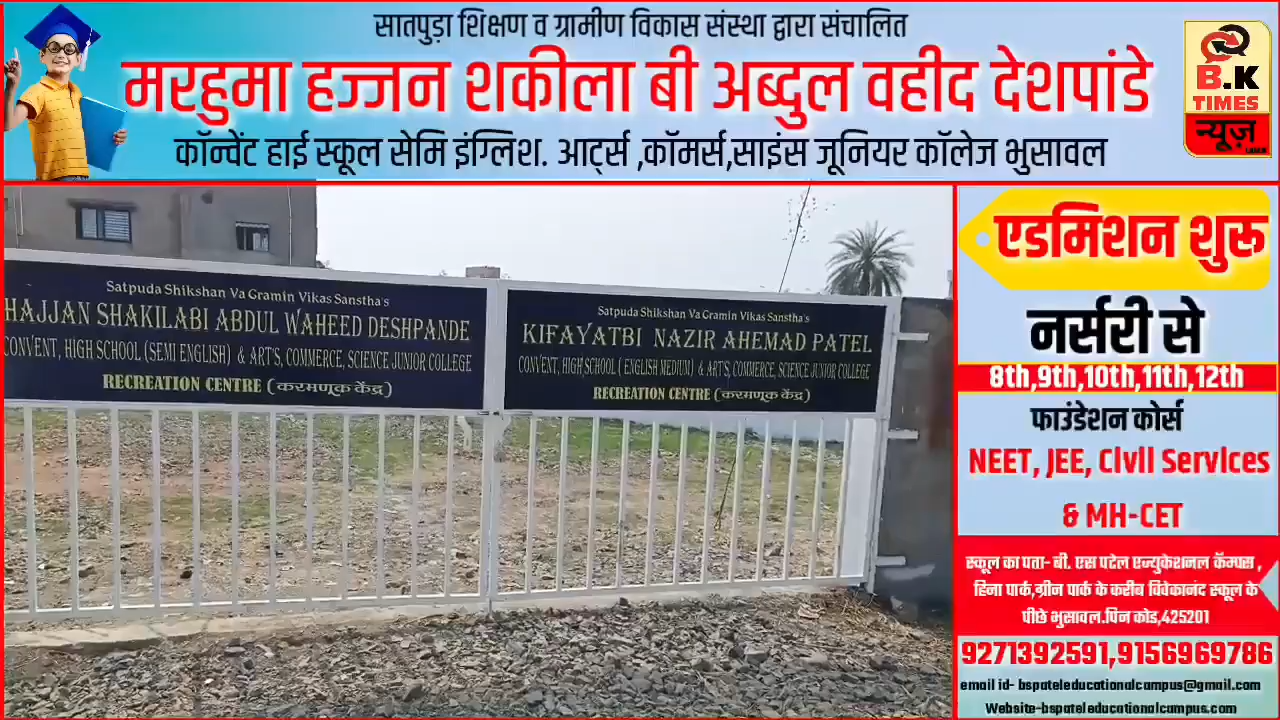 सातपुड़ा शिक्षण व ग्रामीण विकास संस्था द्वारा संचालित
मरहुमा हज्जन शकीला बी अब्दुल वहीद देशपांडे
कॉन्वेंट हाई स्कूल सेमि इंग्लिश. आर्ट्स ,कॉमर्स,साइंस जूनियर कॉलेज भुसावल
B.K
TIMES
न्यूज़
Satpuda Shikshan Va Gramin Vikas Sanstha's
HAJJAN SHAKILABI ABDUL WAHEED DESHPANDE
CONVENT, HIGH SCHOOL (SEMI ENGLISH) & ART'S, COMMERCE, SCIENCE JUNIOR COLLEGE
RECREATION CENTRE (करमणूक केंद्र)
Satpuda Shikshan Va Gramin Vikas Sanstha's
KIFAYATBI NAZIR AHEMAD PATEL
CONVENT, HIGH SCHOOL ( ENGLISH MEDIUM) & ART'S, COMMERCE, SCIENCE JUNIOR COLLEGE
RECREATION CENTRE (करमणूक केंद्र)
एडमिशन शुरू
नर्सरी से
8th,9th,10th,11th,12th
फाउंडेशन कोर्स
NEET, JEE, Civil Services
& MH-CET
स्कूल का पता- बी. एस पटेल एज्युकेशनल कॅम्पस ,
हिना पार्क,ग्रीन पार्क के करीब विवेकानंद स्कूल के
पीछे भुसावल.पिन कोड,425201
9271392591,9156969786
email id- bspateleducationalcampus@gmail.com
Website-bspateleducationalcampus.com